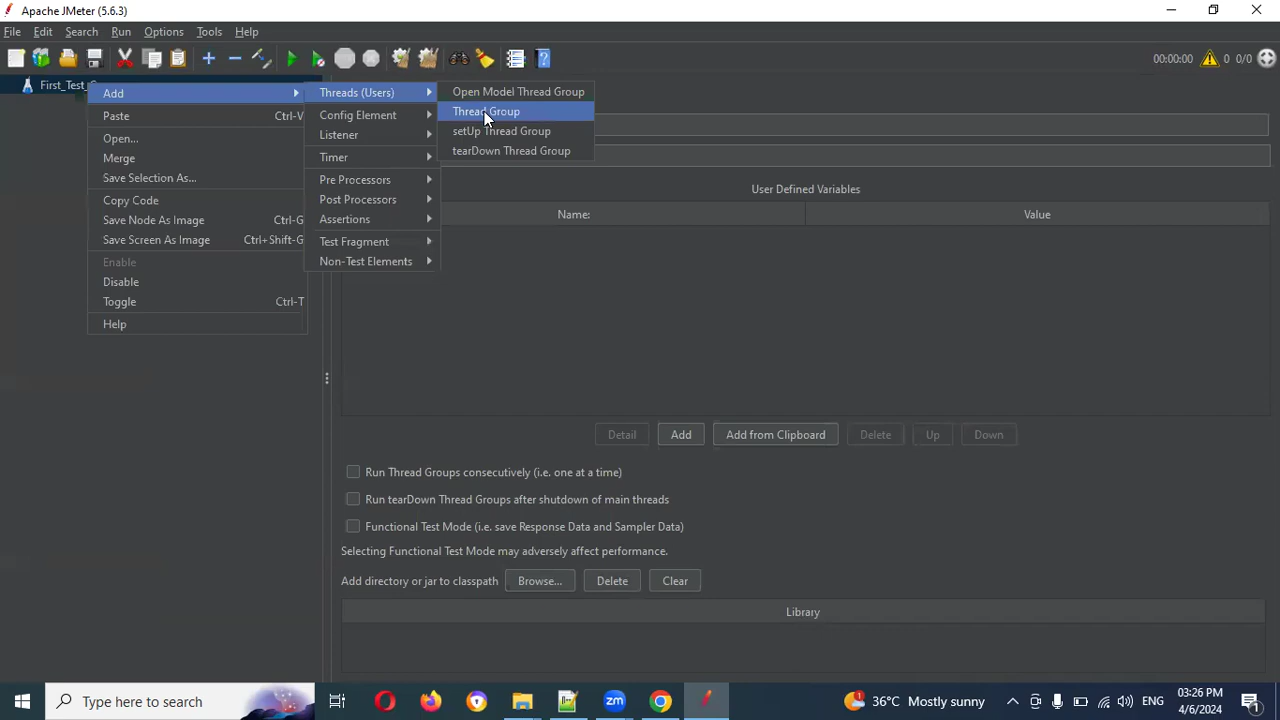 Apache JMeter (5.6.3)
File Edit Search Run Options Tools Help
00:00:00 0 0/0
First_Test_
Add
Paste Ctrl-V
Open...
Merge
Save Selection As...
Copy Code
Save Node As Image Ctrl-G
Save Screen As Image Ctrl+Shift-G
Enable
Disable
Toggle Ctrl-T
Help
Threads (Users)
Config Element
Listener
Timer
Pre Processors
Post Processors
Assertions
Test Fragment
Non-Test Elements
Open Model Thread Group
Thread Group
setUp Thread Group
tearDown Thread Group
User Defined Variables
Name: Value
Detail Add Add from Clipboard Delete Up Down
Run Thread Groups consecutively (i.e. one at a time)
Run tearDown Thread Groups after shutdown of main threads
Functional Test Mode (i.e. save Response Data and Sampler Data)
Selecting Functional Test Mode may adversely affect performance.
Add directory or jar to classpath Browse... Delete Clear
Library
Type here to search
1 36°C Mostly sunny ENG
03:26 PM
4/6/2024
1